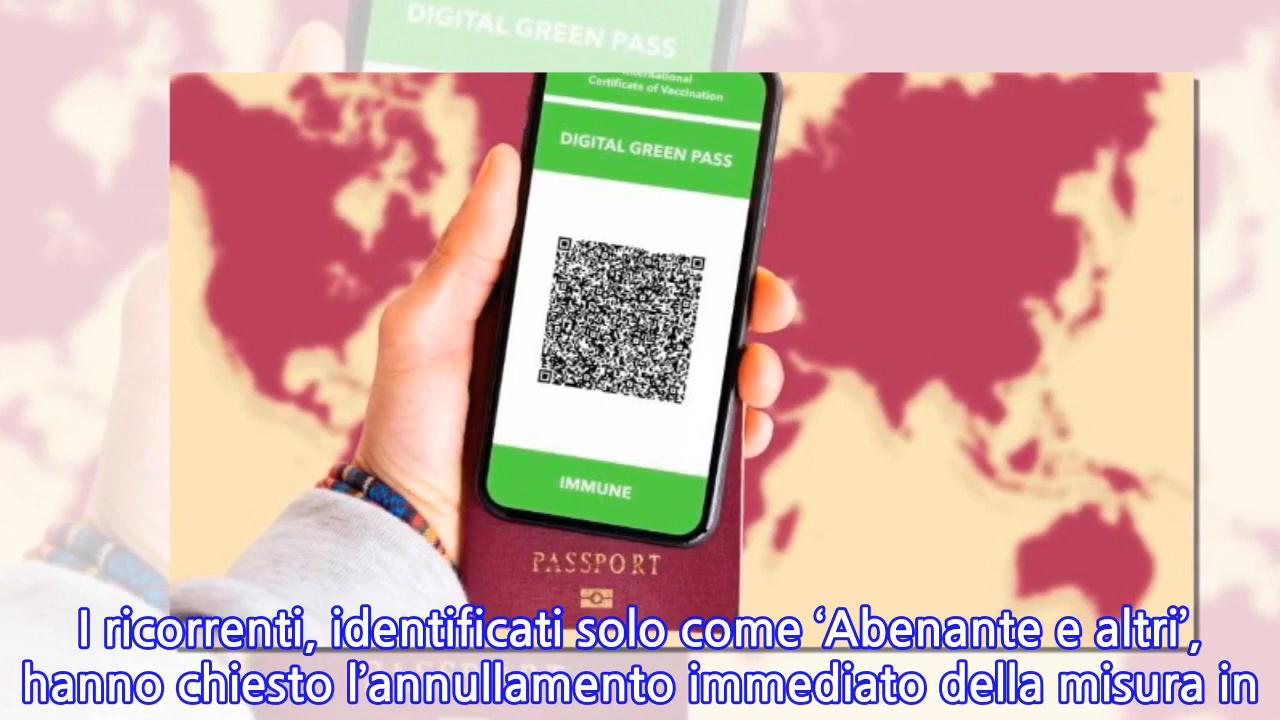 DIGITAL GREEN PASS
International
Certificate of Vaccination
DIGITAL GREEN PASS
IMMUNE
PASSPORT
I ricorrenti, identificati solo come ‘Abenante e altri’,
hanno chiesto l'annullamento immediato della misura in